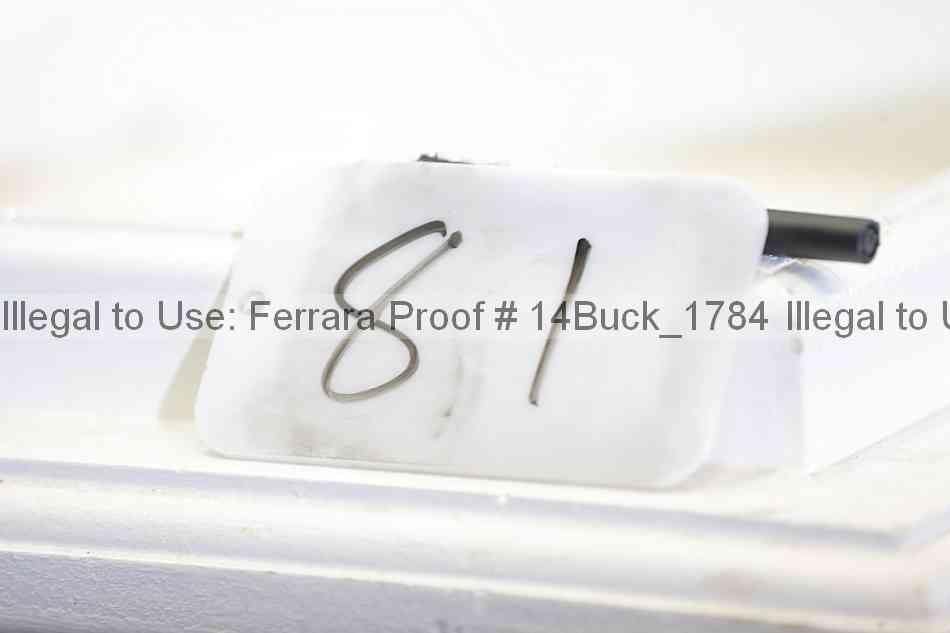 81
Illegal to Use: Ferrara Proof # 14Buck_1784 Illegal to